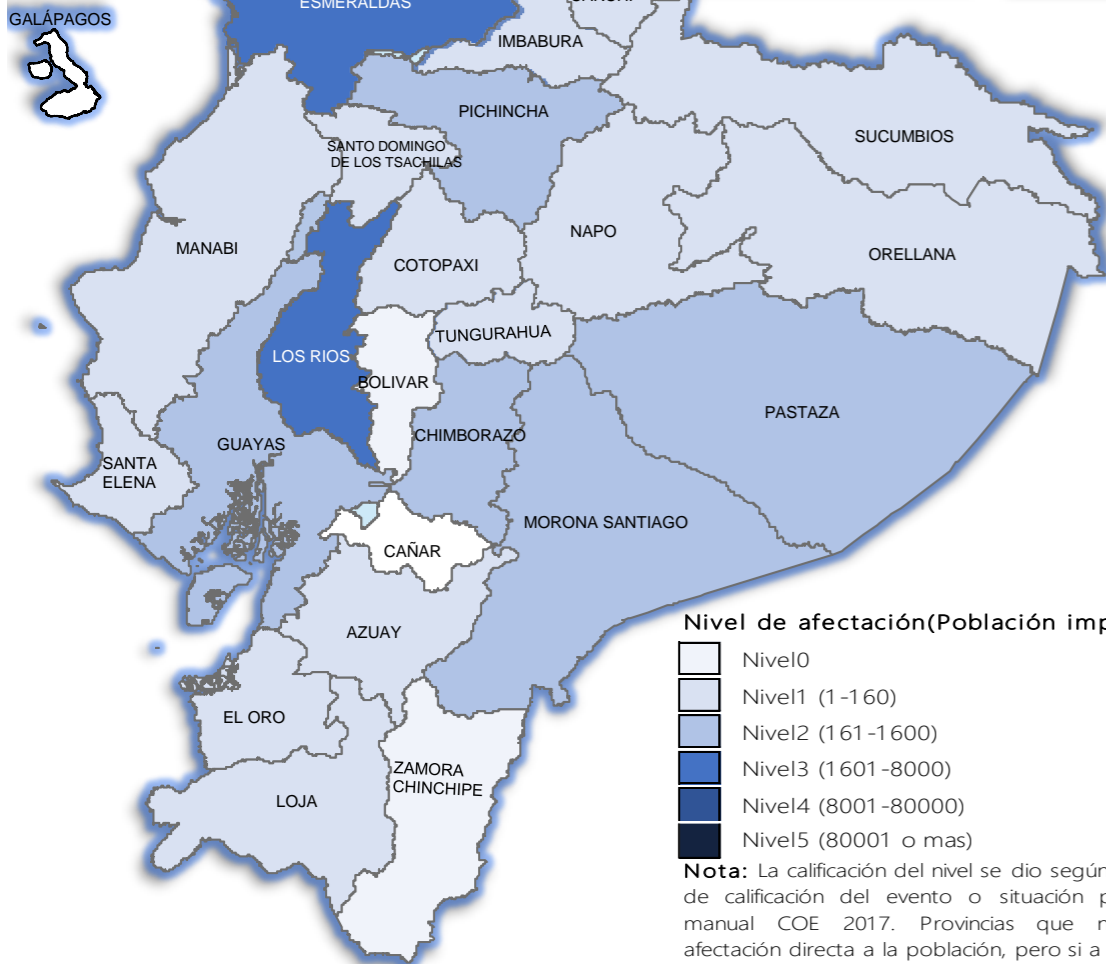 ESMERALDAS
GALÁPAGOS
IMBABURA
PICHINCHA
SUCUMBIOS
SANTO DOMINGO
DE LOS TSACHILAS
NAPO
MANABI
ORELLANA
COTOPAXI
TUNGURAHUA
LOS RIOS
BOLIVAR
PASTAZA
CHIMBORAZO
GUAYAS
SANTA
ELENA
MORONA SANTIAGO
CAÑAR
AZUAY
EL ORO
ZAMORA
CHINCHIPE
LOJA
Nivel de afectación(Población imp
Nivel0
Nivel1 (1-160)
Nivel2 (161-1600)
Nivel3 (1601-8000)
Nivel4 (8001-80000)
Nivel5 (80001 o mas)
Nota: La calificación del nivel se dio según
de calificación del evento o situación p
manual COE 2017. Provincias que n
afectación directa a la población, pero si a